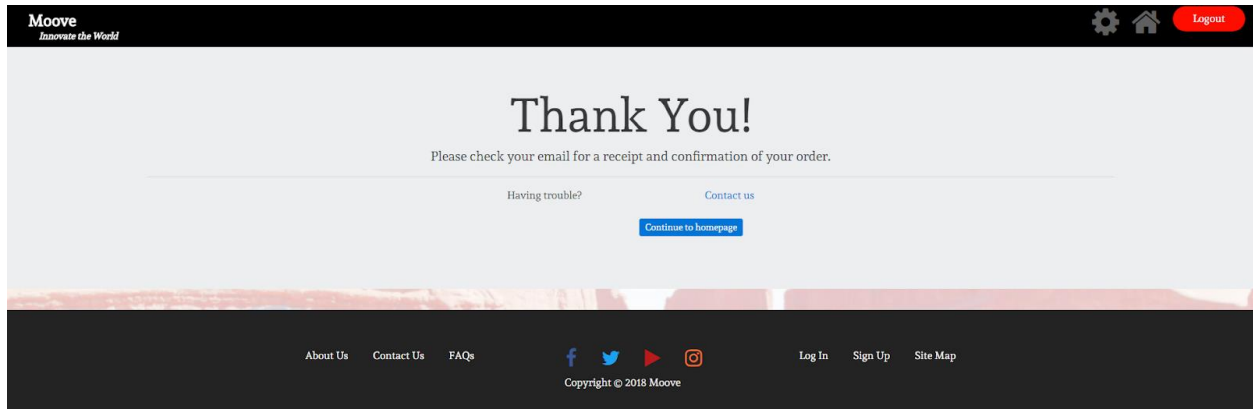 Moove
Innovate the World
Logout
Thank You!
Please check your email for a receipt and confirmation of your order.
Having trouble? Contact us
Continue to homepage
About Us Contact Us FAQs Log In Sign Up Site Map
Copyright © 2018 Moove